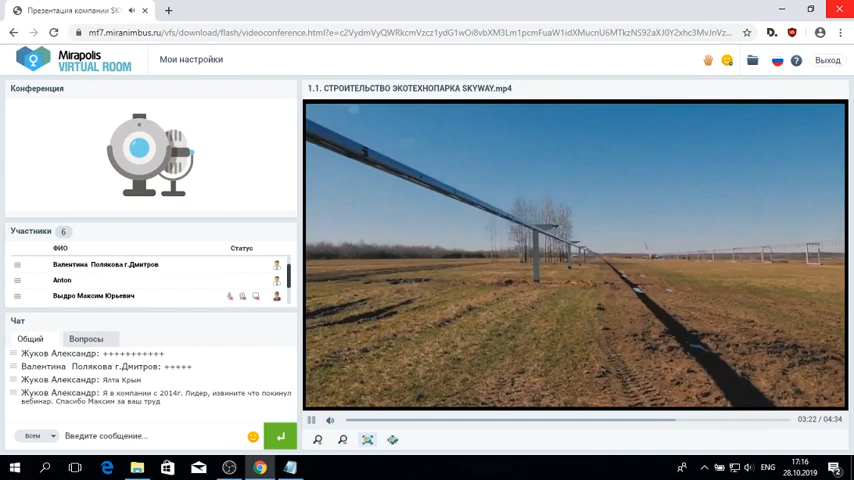 Презентация компании SKY
mf7.miranimbus.ru/vfs/download/flash/videoconference.html?e=c2VydmVyQWRkcmVzcz1ydG1wOi8vbXM3Lm1pcmFuaW1idXMucnU6MTkzNS92aXJ0Y2xhc3MvJnVz...
Mirapolis
VIRTUAL ROOM
Мои настройки
Выход
Конференция
1.1. СТРОИТЕЛЬСТВО ЭКОТЕХНОПАРКА SKYWAY.mp4
Участники 6
ФИО Статус
Валентина Полякова г.Дмитров
Anton
Выдро Максим Юрьевич
Чат
Общий Вопросы
Жуков Александр: +++++++++++
Валентина Полякова г.Дмитров: +++++
Жуков Александр: Ялта Крым
Жуков Александр: Я в компании с 2014г. Лидер, извините что покинул
вебинар. Спасибо Максим за ваш труд
Всем Введите сообщение...
03:22 / 04:34
ENG
17:16
28.10.2019
2